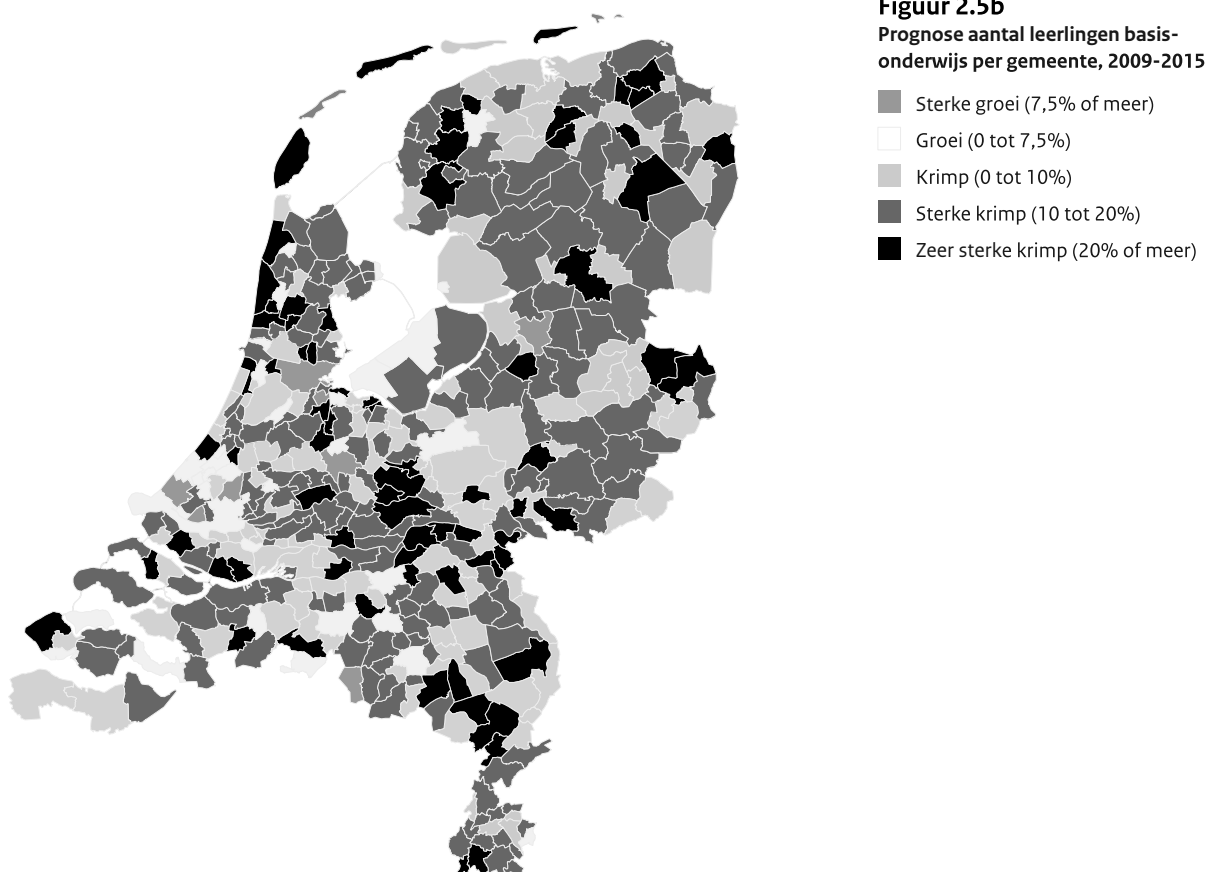 Figuur 2.5b
Prognose aantal leerlingen basis-
onderwijs per gemeente, 2009-2015
Sterke groei (7,5% of meer)
Groei (0 tot 7,5%)
Krimp (0 tot 10%)
Sterke krimp (10 tot 20%)
Zeer sterke krimp (20% of meer)